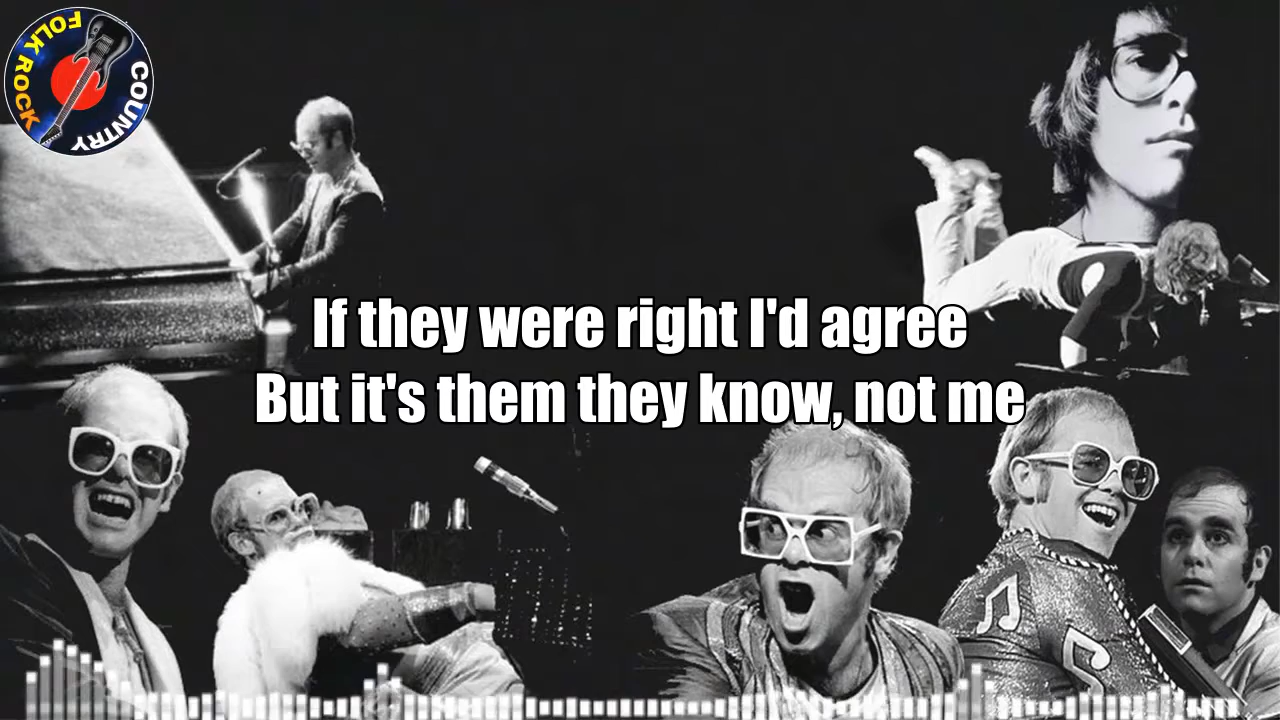 FOLK ROCK
COUNTRY
If they were right I'd agree
But it's them they know, not me